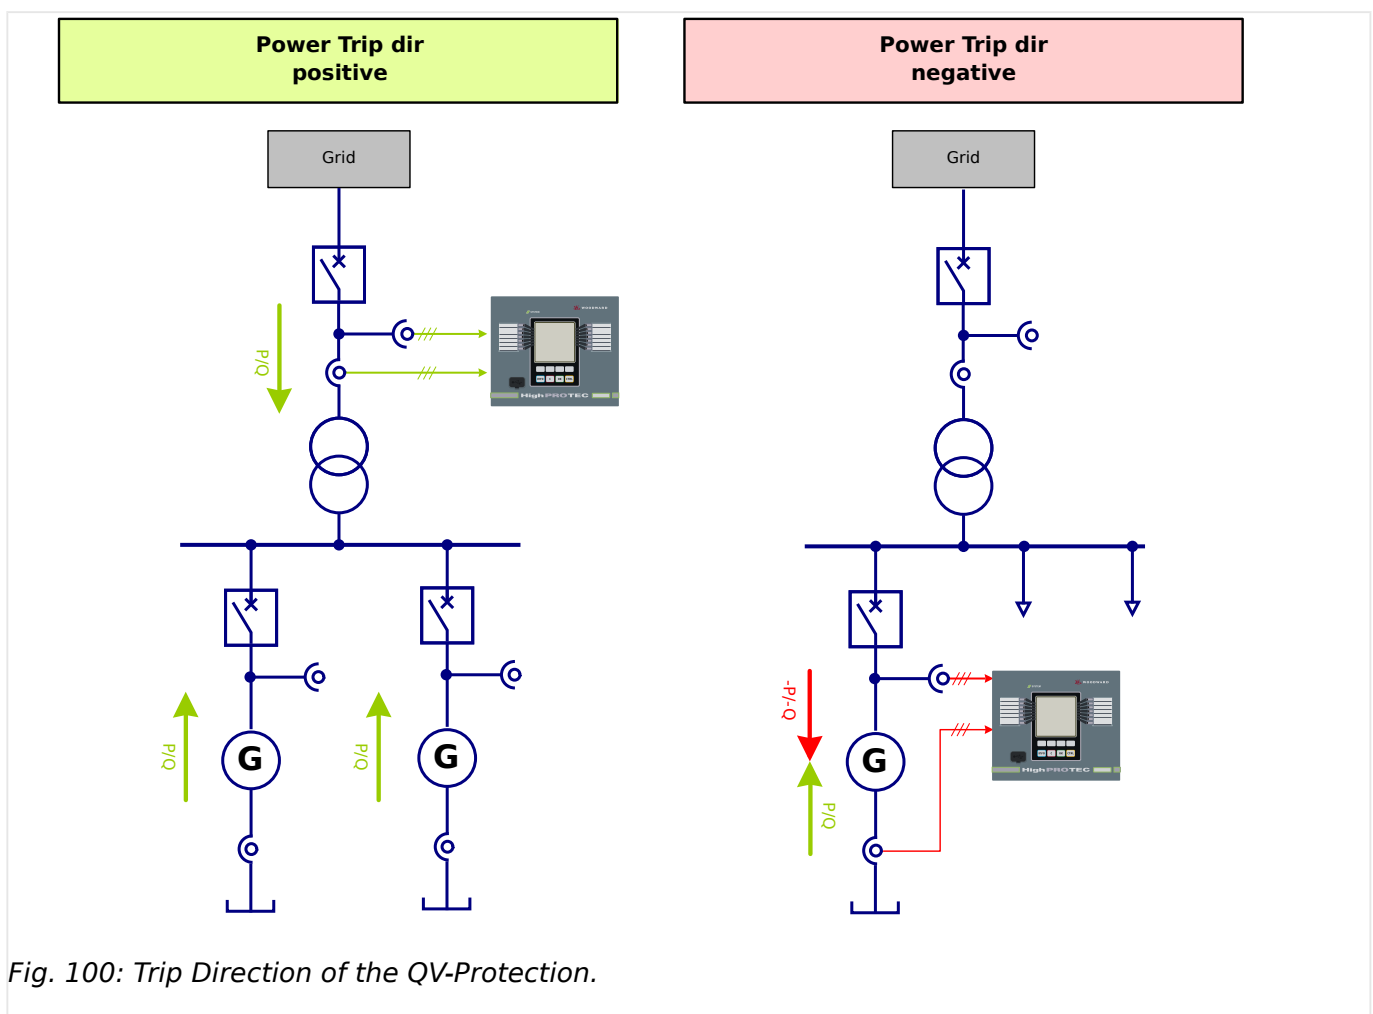 Power Trip dir
positive
Power Trip dir
negative
Grid
Grid
P/Q
HighPROTEC
P/Q
P/Q
G
G
-P/-Q
P/Q
G
HighPROTEC
Fig. 100: Trip Direction of the QV-Protection.